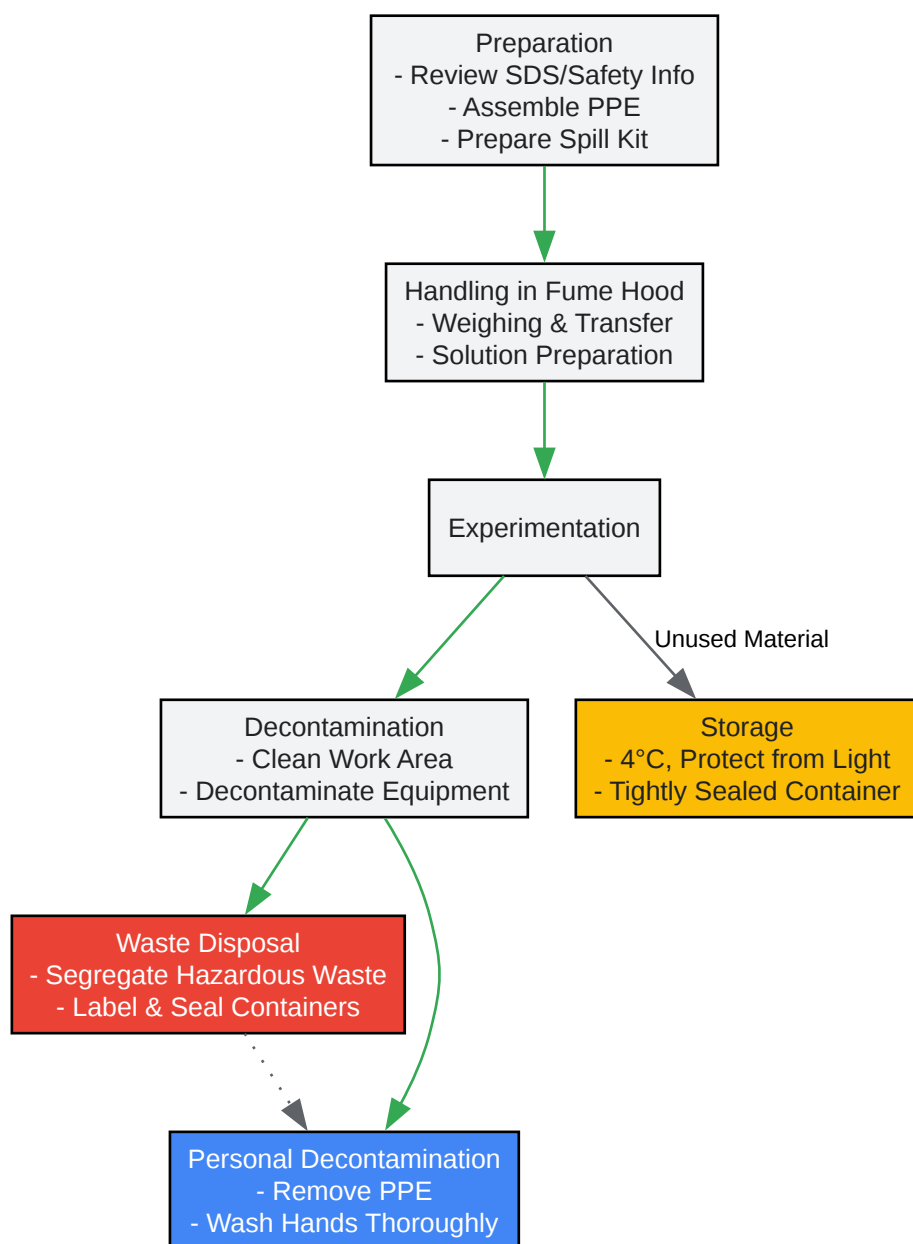 Preparation
- Review SDS/Safety Info
- Assemble PPE
- Prepare Spill Kit
Handling in Fume Hood
- Weighing & Transfer
- Solution Preparation
Experimentation
Unused Material
Decontamination
- Clean Work Area
- Decontaminate Equipment
Storage
- 4°C, Protect from Light
- Tightly Sealed Container
Waste Disposal
- Segregate Hazardous Waste
- Label & Seal Containers
Personal Decontamination
- Remove PPE
- Wash Hands Thoroughly